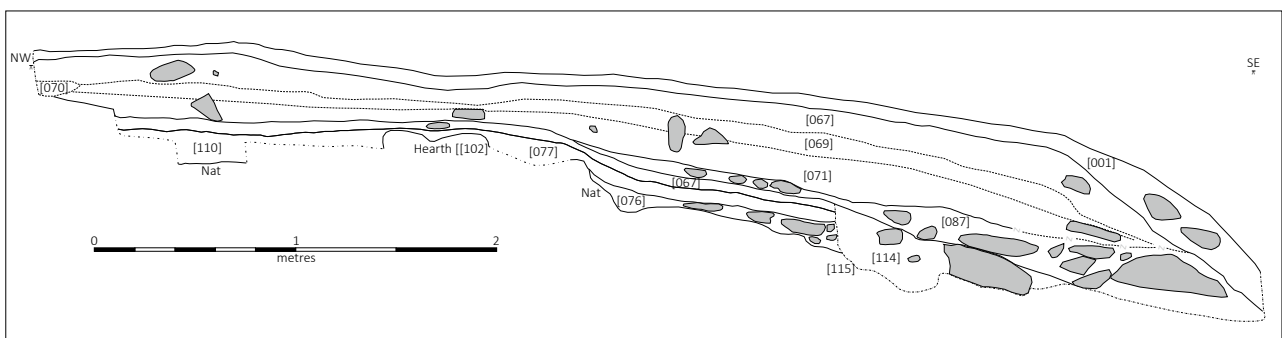 NW
SE
[070]
[067]
[069]
[001]
[110]
Hearth [[102]
[077]
[071]
Nat
[067]
Nat
[076]
[087]
[114]
[115]
0 1 2
metres